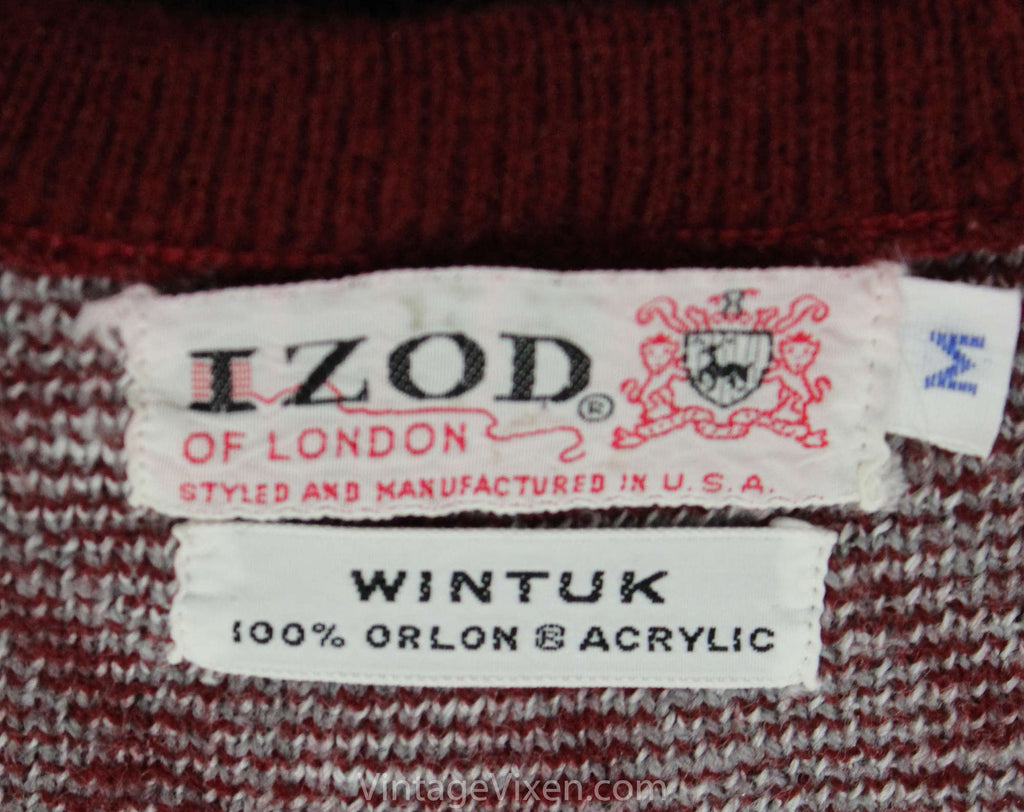 IZOD®
OF LONDON
STYLED AND MANUFACTURED IN U.S.A.
M
WINTUK
100% ORLON ® ACRYLIC
VintageVixen.com